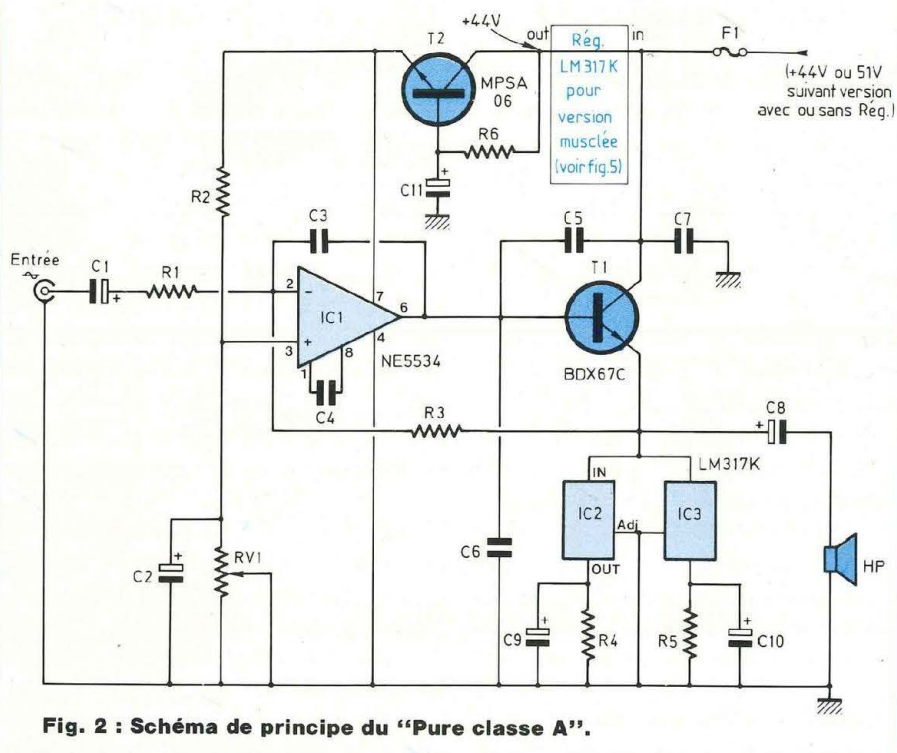 +44V
out
in
F1
T2
Rég.
LM 317K
pour
version
musclée
(voir fig.5)
(+44V ou 51V
suivant version
avec ou sans Rég.)
MPSA
06
R6
C11
R2
C3
C5
C7
Entrée
C1
R1
T1
2
-
7
IC1
6
+
3
4
8
1
NE5534
BDX67C
C4
R3
C8
+
LM317K
IN
IC2
Adj
IC3
C6
OUT
HP
C2
RV1
C9
R4
R5
C10
Fig. 2 : Schéma de principe du “Pure classe A”.